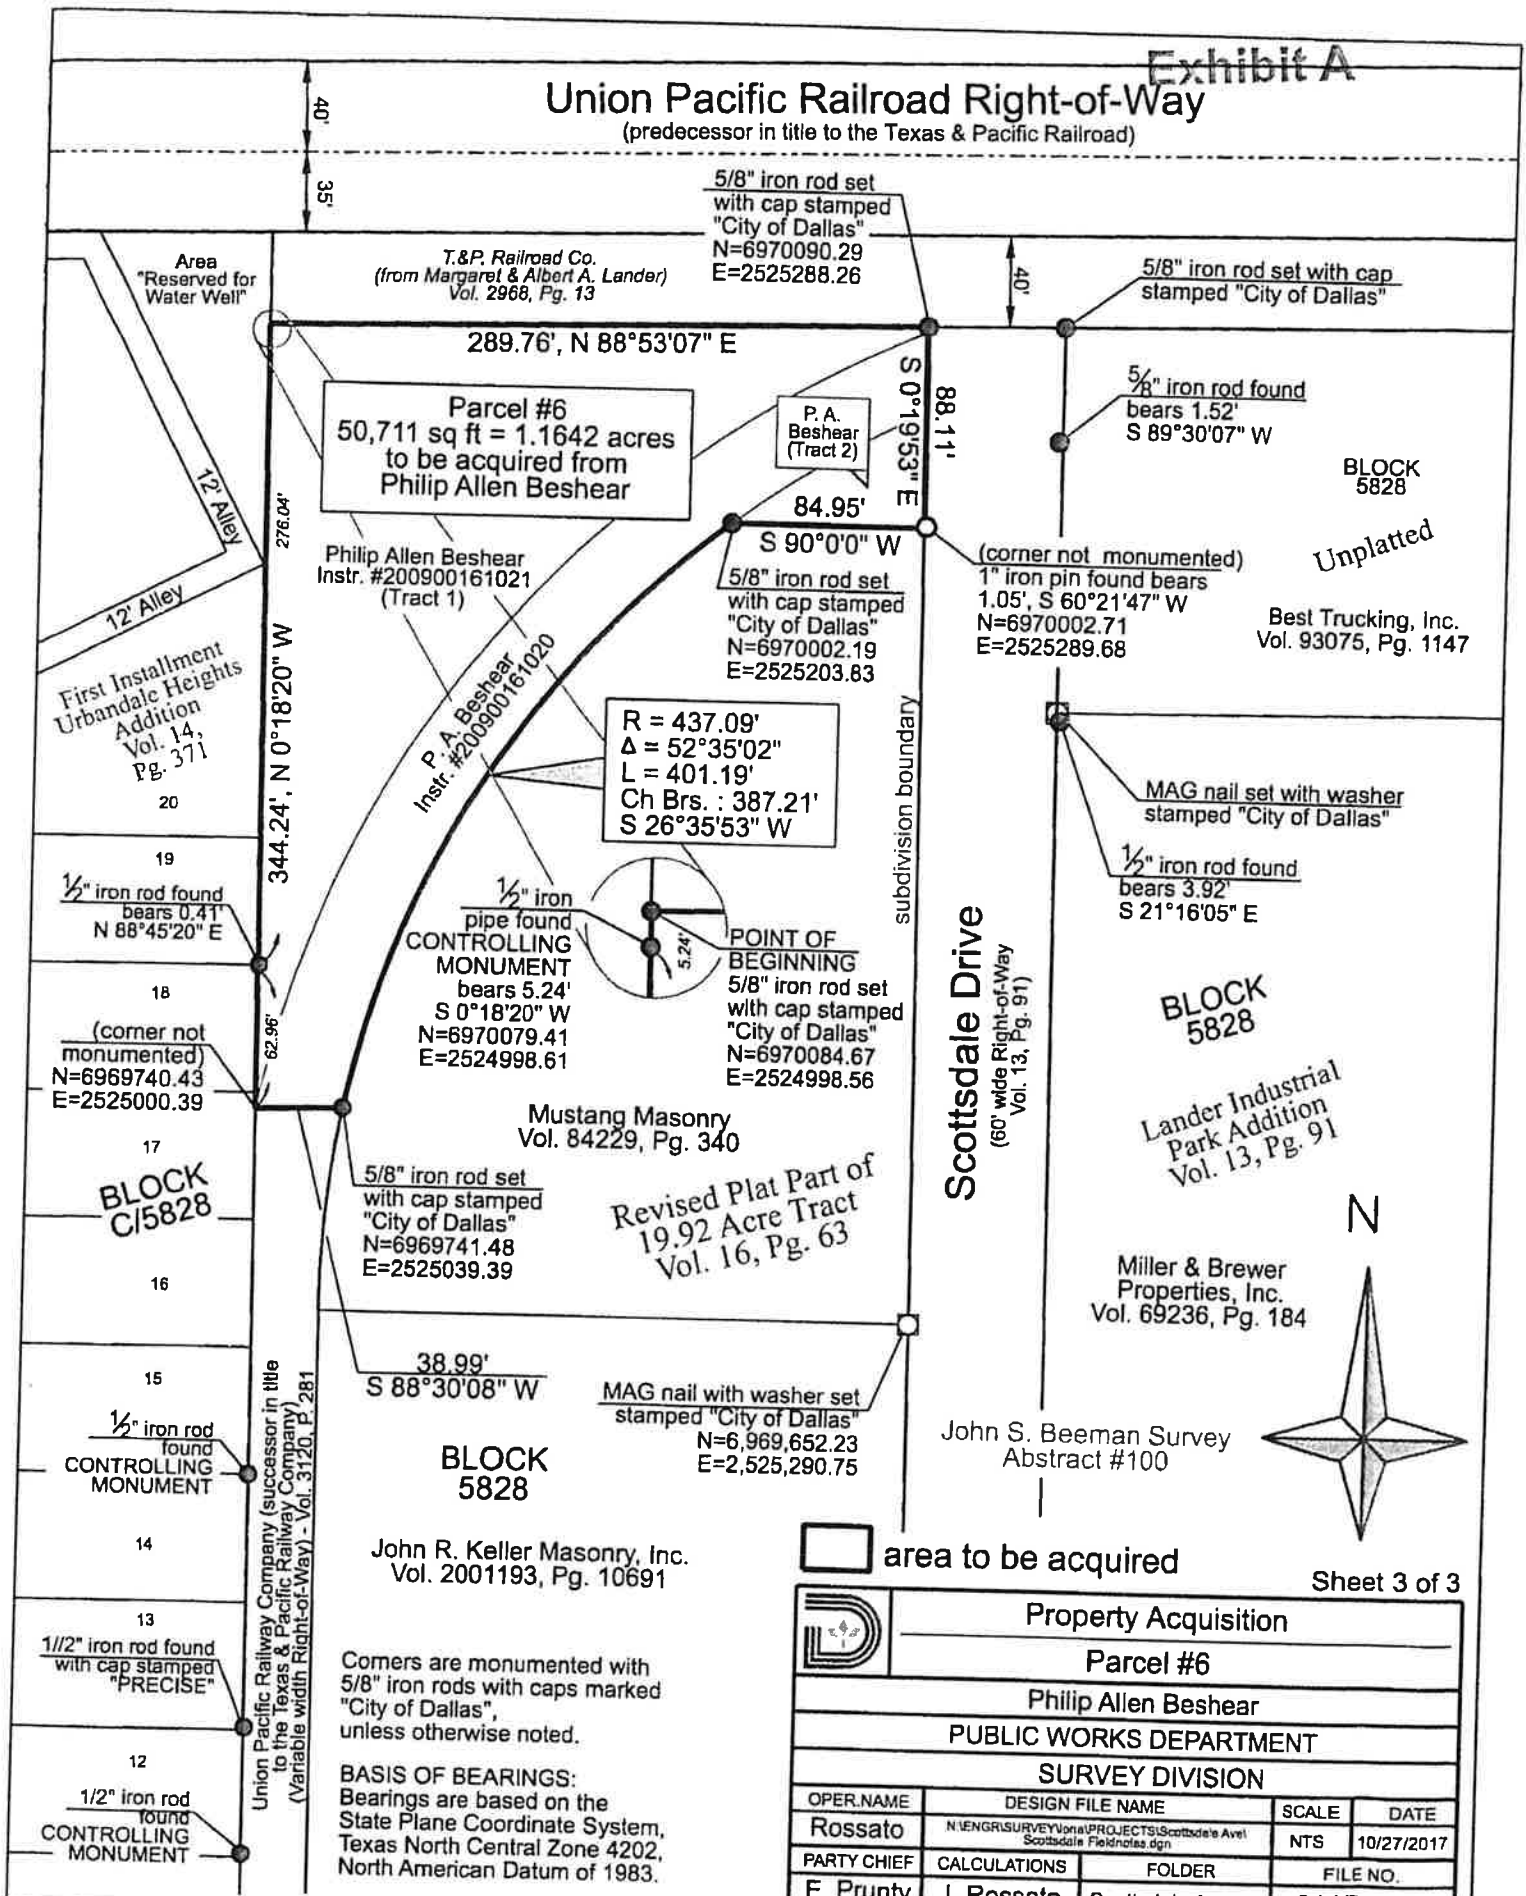 Exhibit A
Union Pacific Railroad Right-of-Way
(predecessor in title to the Texas & Pacific Railroad)
40'
35'
5/8" iron rod set
with cap stamped
"City of Dallas"
N=6970090.29
E=2525288.26
Area
"Reserved for
Water Well"
T.&P. Railroad Co.
(from Margaret & Albert A. Lander)
Vol. 2968, Pg. 13
40'
5/8" iron rod set with cap
stamped "City of Dallas"
289.76', N 88°53'07" E
Parcel #6
50,711 sq ft = 1.1642 acres
to be acquired from
Philip Allen Beshear
P. A.
Beshear
(Tract 2)
88.11'
S 0°19'53" E
5/8" iron rod found
bears 1.52'
S 89°30'07" W
BLOCK
5828
Unplatted
12' Alley
12' Alley
276.04'
84.95'
S 90°0'0" W
Philip Allen Beshear
Instr. #200900161021
(Tract 1)
5/8" iron rod set
with cap stamped
"City of Dallas"
N=6970002.19
E=2525203.83
(corner not monumented)
1" iron pin found bears
1.05', S 60°21'47" W
N=6970002.71
E=2525289.68
Best Trucking, Inc.
Vol. 93075, Pg. 1147
First Installment
Urbandale Heights
Addition
Vol. 14,
Pg. 371
344.24', N 0°18'20" W
P. A. Beshear
Instr. #200900161020
R = 437.09'
Δ = 52°35'02"
L = 401.19'
Ch Brs. : 387.21'
S 26°35'53" W
subdivision boundary
MAG nail set with washer
stamped "City of Dallas"
1/2" iron rod found
bears 3.92'
S 21°16'05" E
20
19
1/2" iron rod found
bears 0.41'
N 88°45'20" E
18
(corner not
monumented)
N=6969740.43
E=2525000.39
62.96'
1/2" iron
pipe found
CONTROLLING
MONUMENT
bears 5.24'
S 0°18'20" W
N=6970079.41
E=2524998.61
5.24'
POINT OF
BEGINNING
5/8" iron rod set
with cap stamped
"City of Dallas"
N=6970084.67
E=2524998.56
Scottsdale Drive
(60' wide Right-of-Way
Vol. 13, Pg. 91)
BLOCK
5828
Lander Industrial
Park Addition
Vol. 13, Pg. 91
Mustang Masonry
Vol. 84229, Pg. 340
17
BLOCK
C/5828
5/8" iron rod set
with cap stamped
"City of Dallas"
N=6969741.48
E=2525039.39
Revised Plat Part of
19.92 Acre Tract
Vol. 16, Pg. 63
N
Miller & Brewer
Properties, Inc.
Vol. 69236, Pg. 184
16
15
38.99'
S 88°30'08" W
MAG nail with washer set
stamped "City of Dallas"
N=6,969,652.23
E=2,525,290.75
1/2" iron rod
found
CONTROLLING
MONUMENT
BLOCK
5828
John S. Beeman Survey
Abstract #100
14
John R. Keller Masonry, Inc.
Vol. 2001193, Pg. 10691
Union Pacific Railway Company (successor in title
to the Texas & Pacific Railway Company)
(Variable width Right-of-Way) - Vol. 3120, P. 281
13
1//2" iron rod found
with cap stamped
"PRECISE"
12
1/2" iron rod
found
CONTROLLING
MONUMENT
Corners are monumented with
5/8" iron rods with caps marked
"City of Dallas",
unless otherwise noted.
BASIS OF BEARINGS:
Bearings are based on the
State Plane Coordinate System,
Texas North Central Zone 4202,
North American Datum of 1983.
area to be acquired
Sheet 3 of 3
Property Acquisition
Parcel #6
Philip Allen Beshear
PUBLIC WORKS DEPARTMENT
SURVEY DIVISION
OPER.NAME DESIGN FILE NAME SCALE DATE
Rossato N:\ENGR\SURVEY\iona\PROJECTS\Scottsdale Ave\ Scottsdale Fieldnotes.dgn NTS 10/27/2017
PARTY CHIEF CALCULATIONS FOLDER FILE NO.
Prunty Rossato